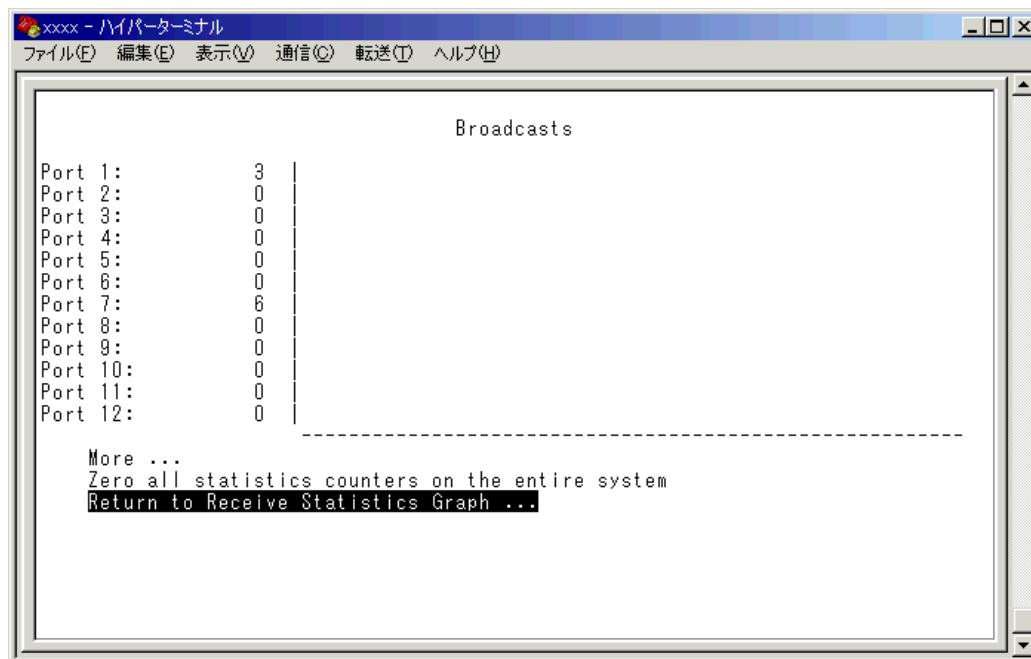 xxxx - ハイパーターミナル
ファイル(F) 編集(E) 表示(V) 通信(C) 転送(T) ヘルプ(H)
Broadcasts
Port 1: 3 |
Port 2: 0 |
Port 3: 0 |
Port 4: 0 |
Port 5: 0 |
Port 6: 0 |
Port 7: 6 |
Port 8: 0 |
Port 9: 0 |
Port 10: 0 |
Port 11: 0 |
Port 12: 0 |
--------------------------------------------------------
More ...
Zero all statistics counters on the entire system
Return to Receive Statistics Graph ...